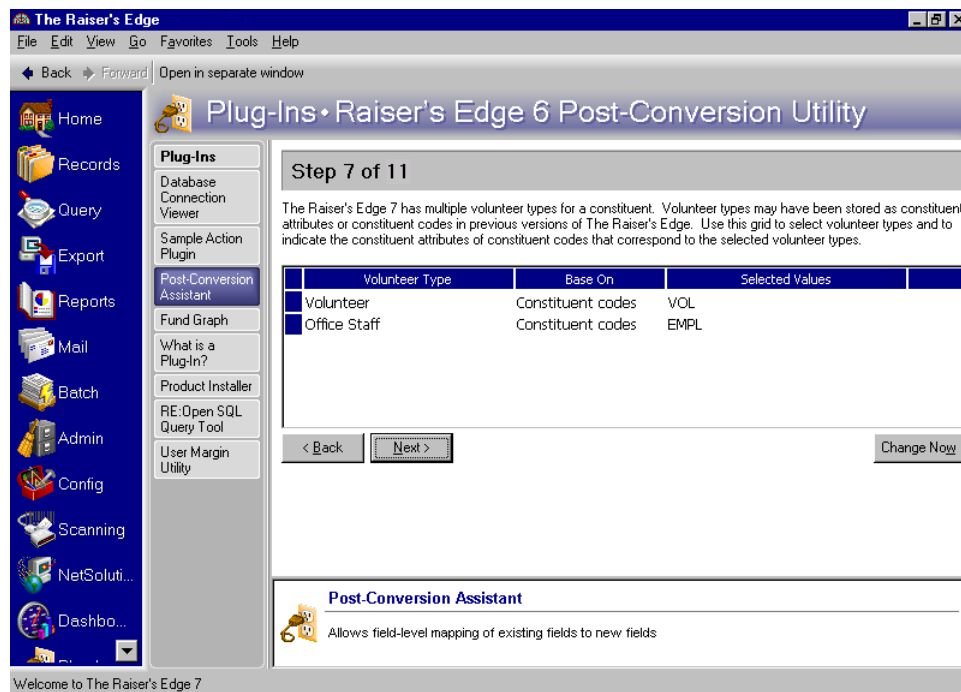 The Raiser's Edge
File Edit View Go Favorites Tools Help
Back Forward Open in separate window
Plug-Ins • Raiser's Edge 6 Post-Conversion Utility
Home
Records
Query
Export
Reports
Mail
Batch
Admin
Config
Scanning
NetSoluti...
Dashbo...
Plug-Ins
Database
Connection
Viewer
Sample Action
Plugin
Post-Conversion
Assistant
Fund Graph
What is a
Plug-In?
Product Installer
RE:Open SQL
Query Tool
User Margin
Utility
Step 7 of 11
The Raiser's Edge 7 has multiple volunteer types for a constituent. Volunteer types may have been stored as constituent
attributes or constituent codes in previous versions of The Raiser's Edge. Use this grid to select volunteer types and to
indicate the constituent attributes of constituent codes that correspond to the selected volunteer types.
Volunteer Type Base On Selected Values
Volunteer Constituent codes VOL
Office Staff Constituent codes EMPL
< Back Next > Change Now
Post-Conversion Assistant
Allows field-level mapping of existing fields to new fields
Welcome to The Raiser's Edge 7